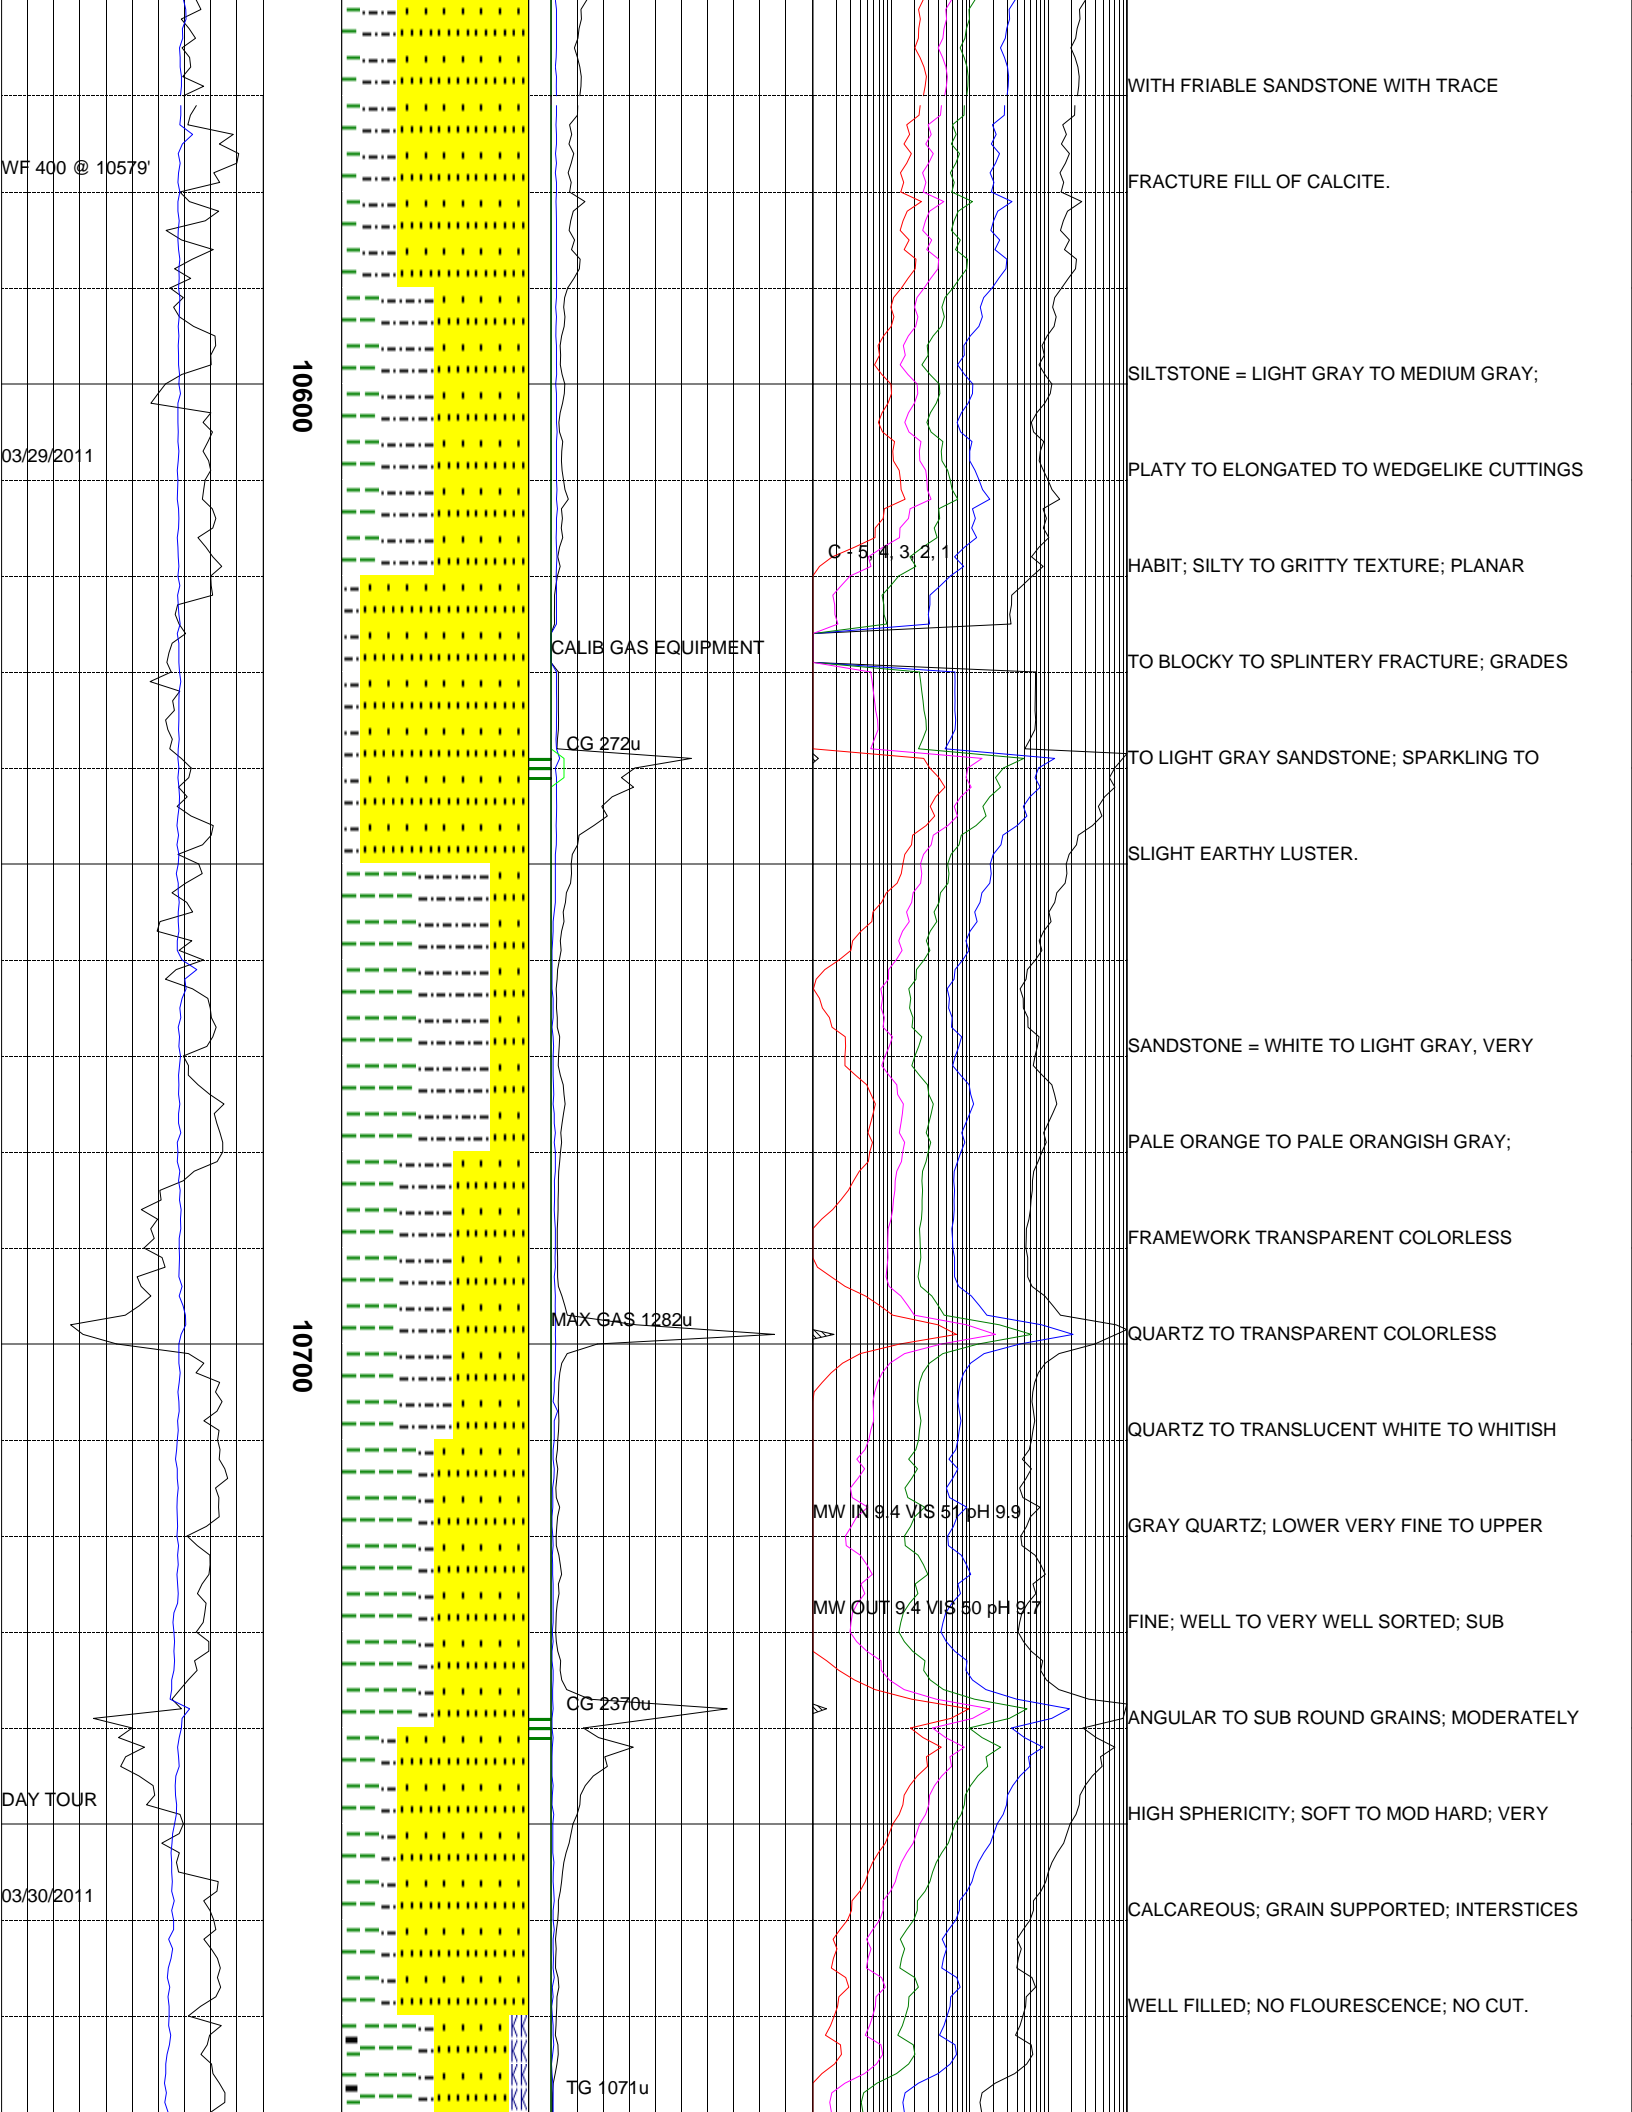 WITH FRIABLE SANDSTONE WITH TRACE
WF 400 @ 10579'
FRACTURE FILL OF CALCITE.
10600
SILTSTONE = LIGHT GRAY TO MEDIUM GRAY;
03/29/2011
PLATY TO ELONGATED TO WEDGELIKE CUTTINGS
C - 5, 4, 3, 2, 1
HABIT; SILTY TO GRITTY TEXTURE; PLANAR
CALIB GAS EQUIPMENT
TO BLOCKY TO SPLINTERY FRACTURE; GRADES
CG 272u
TO LIGHT GRAY SANDSTONE; SPARKLING TO
SLIGHT EARTHY LUSTER.
SANDSTONE = WHITE TO LIGHT GRAY, VERY
PALE ORANGE TO PALE ORANGISH GRAY;
FRAMEWORK TRANSPARENT COLORLESS
MAX GAS 1282u
10700
QUARTZ TO TRANSPARENT COLORLESS
QUARTZ TO TRANSLUCENT WHITE TO WHITISH
MW IN 9.4 VIS 51 pH 9.9
GRAY QUARTZ; LOWER VERY FINE TO UPPER
MW OUT 9.4 VIS 50 pH 9.7
FINE; WELL TO VERY WELL SORTED; SUB
CG 2370u
ANGULAR TO SUB ROUND GRAINS; MODERATELY
DAY TOUR
HIGH SPHERICITY; SOFT TO MOD HARD; VERY
03/30/2011
CALCAREOUS; GRAIN SUPPORTED; INTERSTICES
WELL FILLED; NO FLOURESCENCE; NO CUT.
TG 1071u